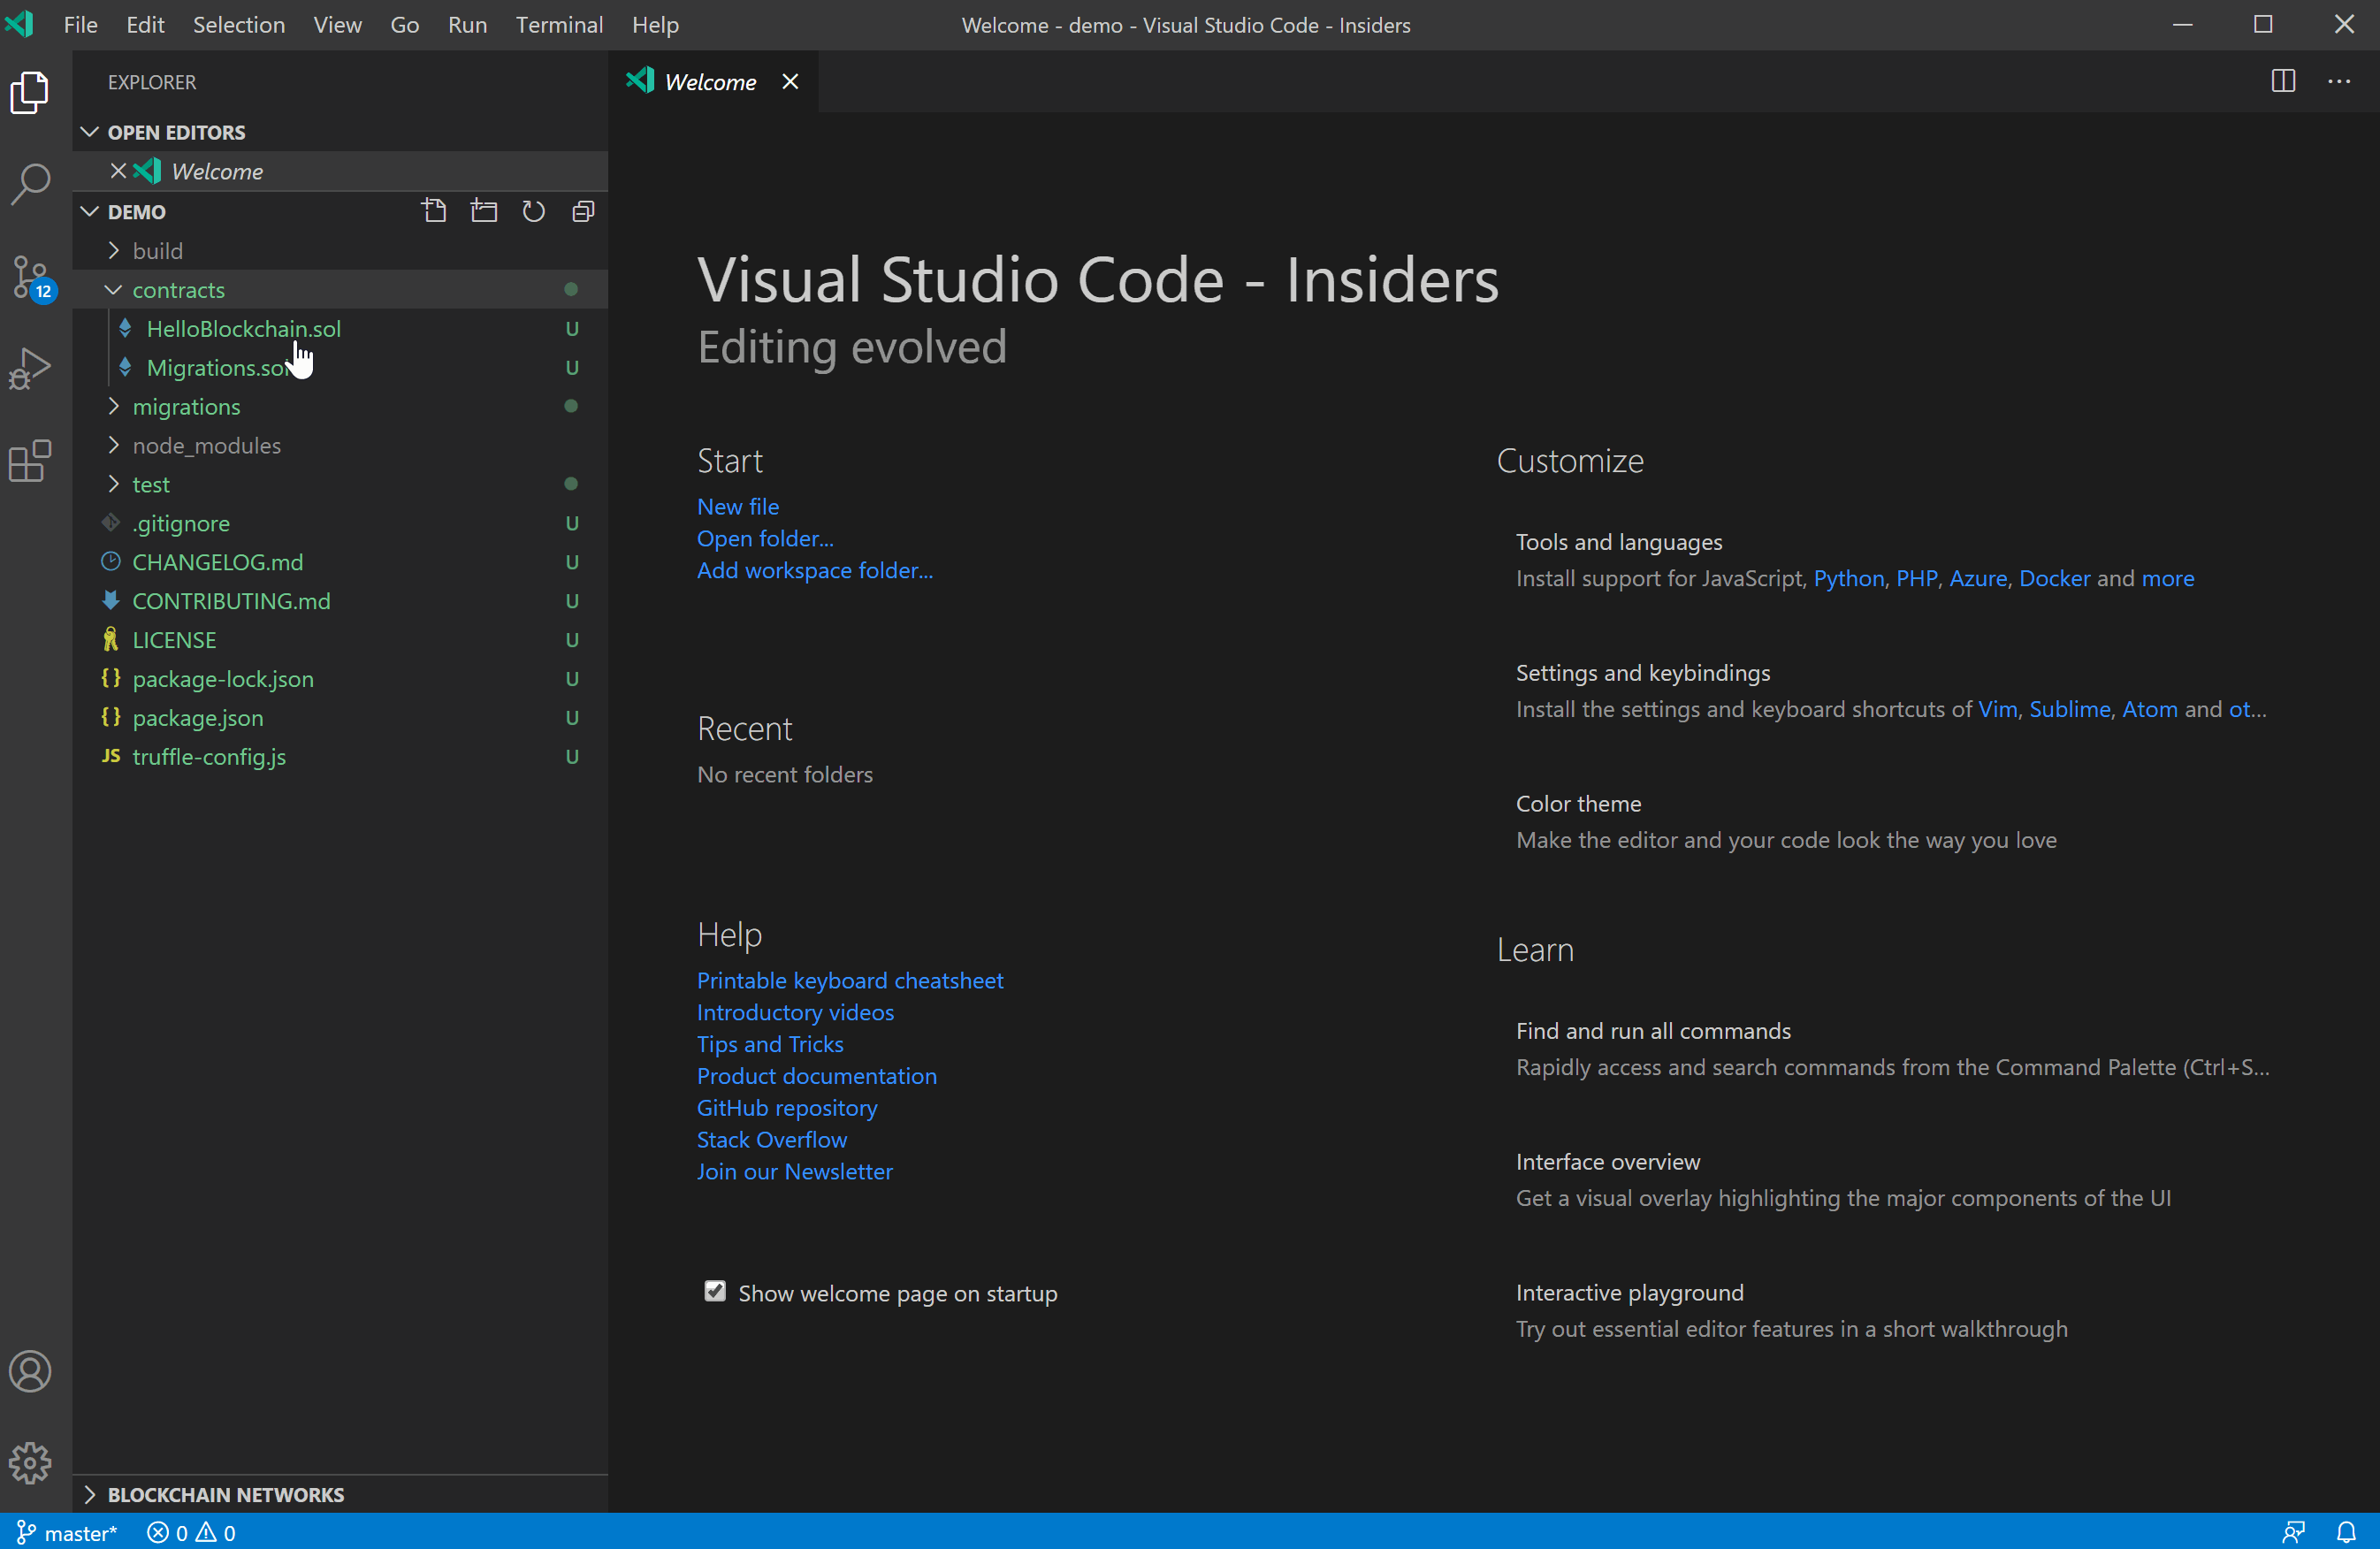 File Edit Selection View Go Run Terminal Help
Welcome - demo - Visual Studio Code - Insiders
EXPLORER
OPEN EDITORS
Welcome
DEMO
build
contracts
HelloBlockchain.sol U
Migrations.sol U
migrations
node_modules
test
.gitignore U
CHANGELOG.md U
CONTRIBUTING.md U
LICENSE U
package-lock.json U
package.json U
JS truffle-config.js U
12
BLOCKCHAIN NETWORKS
Welcome
Visual Studio Code - Insiders
Editing evolved
Start
New file
Open folder...
Add workspace folder...
Recent
No recent folders
Help
Printable keyboard cheatsheet
Introductory videos
Tips and Tricks
Product documentation
GitHub repository
Stack Overflow
Join our Newsletter
Show welcome page on startup
Customize
Tools and languages
Install support for JavaScript, Python, PHP, Azure, Docker and more
Settings and keybindings
Install the settings and keyboard shortcuts of Vim, Sublime, Atom and ot...
Color theme
Make the editor and your code look the way you love
Learn
Find and run all commands
Rapidly access and search commands from the Command Palette (Ctrl+S...
Interface overview
Get a visual overlay highlighting the major components of the UI
Interactive playground
Try out essential editor features in a short walkthrough
master* 0 0